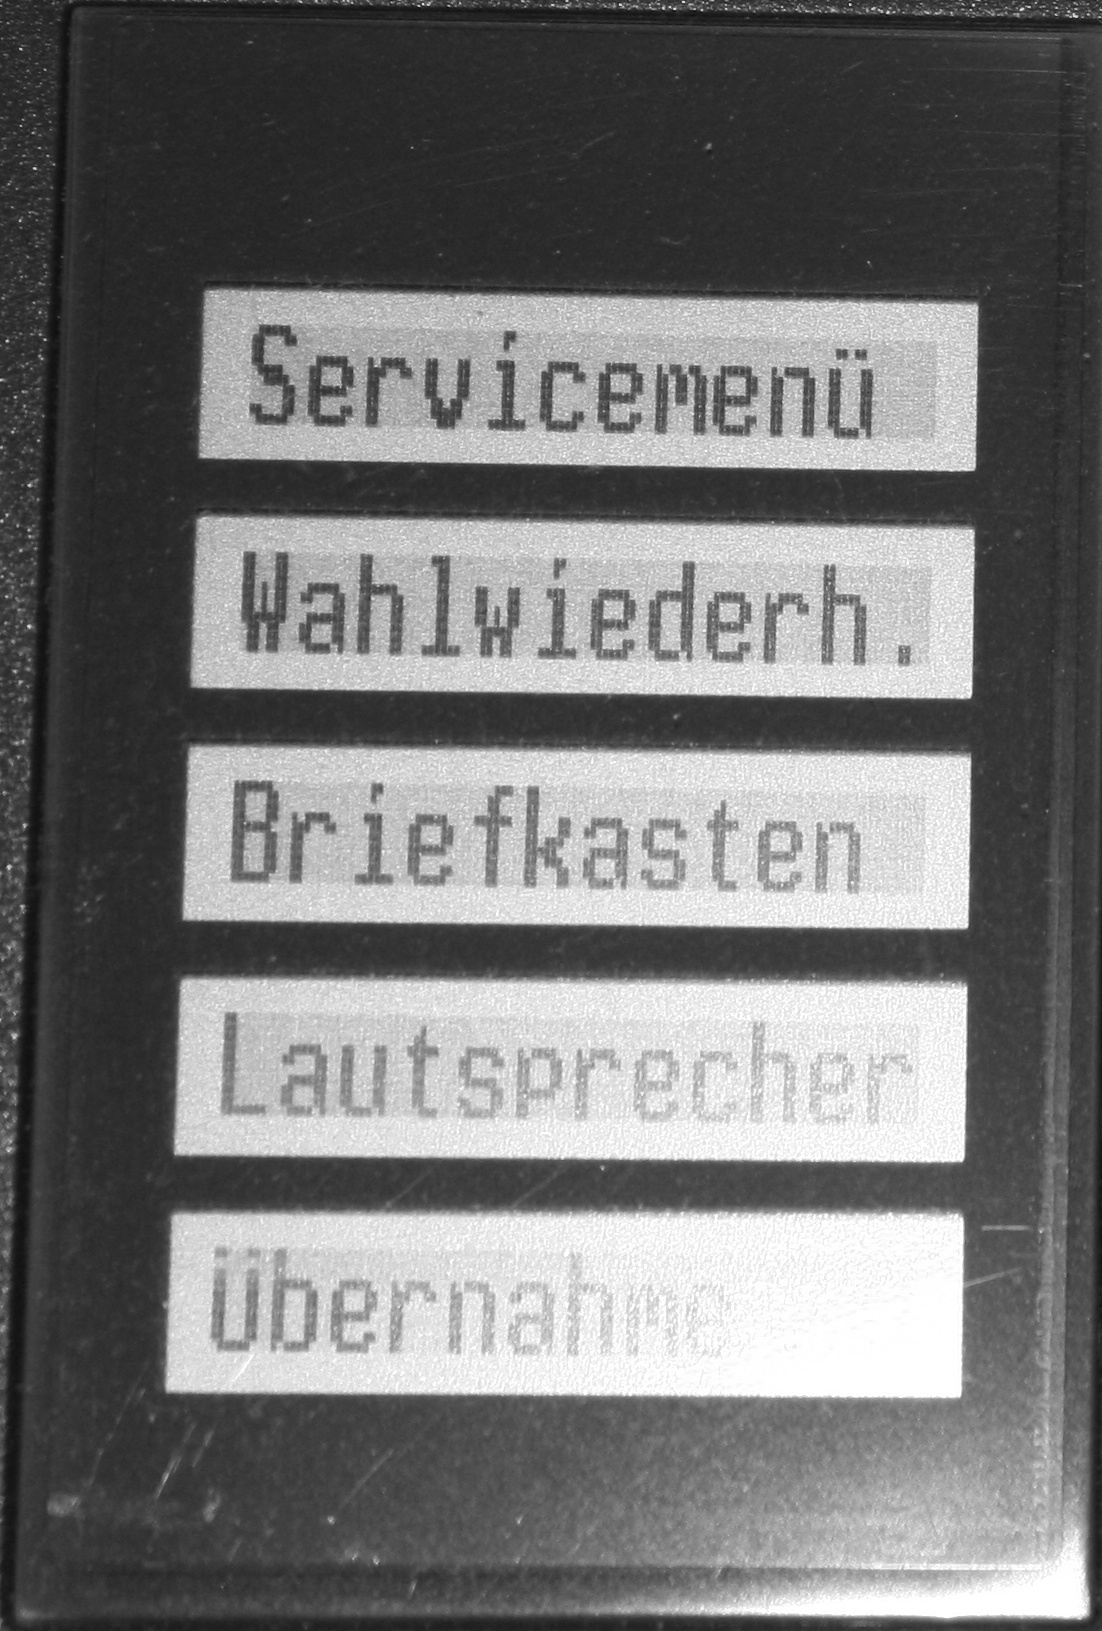 Servicemenü
Wahlwiederh.
Briefkasten
Lautsprecher
Übernahme